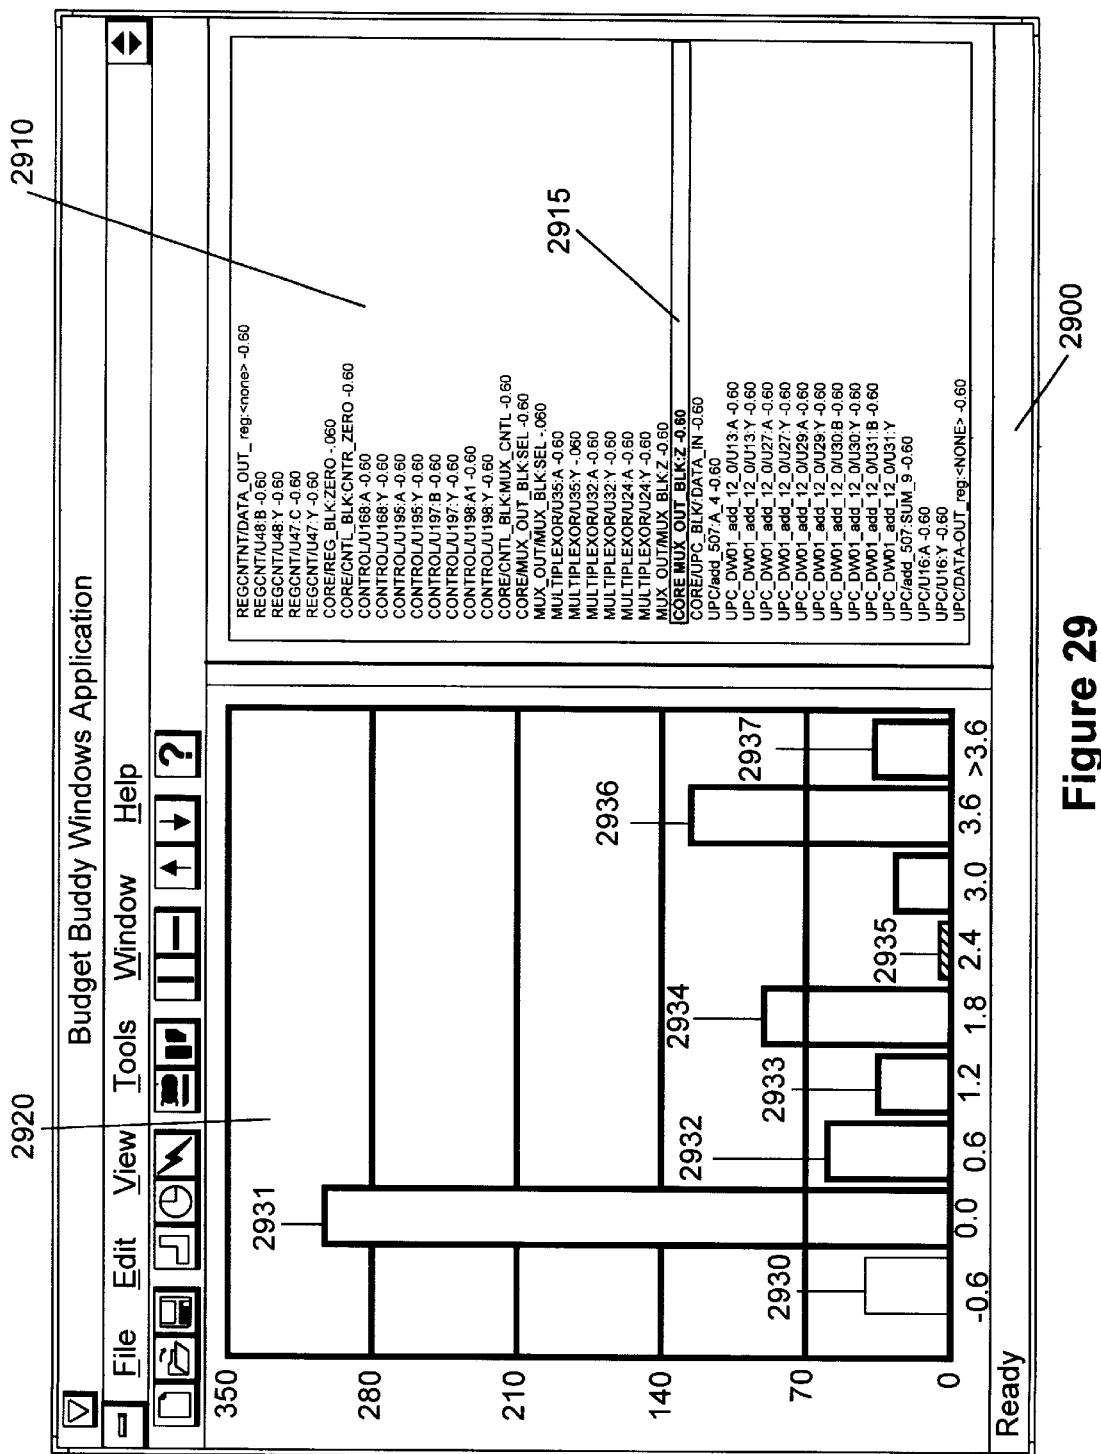 2920
2910
Budget Buddy Windows Application
File Edit View Tools Window Help
?
350
280
210
140
70
0
2930
2931
2932
2933
2934
2935
2936
2937
-0.6 0.0 0.6 1.2 1.8 2.4 3.0 3.6 >3.6
REGCNTNT/DATA_OUT_ reg:<none> -0.60
REGCNT/U48:B -0.60
REGCNT/U48:Y -0.60
REGCNT/U47:C -0.60
REGCNT/U47:Y -0.60
CORE/REG_BLK:ZERO -.060
CORE/CNTL_BLK:CNTR_ZERO -0.60
CONTROL/U168:A -0.60
CONTROL/U168:Y -0.60
CONTROL/U195:A -0.60
CONTROL/U195:Y -0.60
CONTROL/U197:B -0.60
CONTROL/U197:Y -0.60
CONTROL/U198:A1 -0.60
CONTROL/U198:Y -0.60
CORE/CNTL_BLK:MUX_CNTL -0.60
CORE/MUX_OUT_BLK:SEL -0.60
MUX_OUT/MUX_BLK:SEL -.060
MULTIPLEXOR/U35:A -0.60
MULTIPLEXOR/U35:Y -.060
MULTIPLEXOR/U32:A -0.60
MULTIPLEXOR/U32:Y -0.60
MULTIPLEXOR/U24:A -0.60
MULTIPLEXOR/U24:Y -0.60
MUX_OUT/MUX_BLK:Z -0.60
CORE MUX_OUT_BLK:Z -0.60
CORE/UPC_BLK/:DATA_IN -0.60
UPC/add_507:A_4 -0.60
UPC_DW01_add_12_0/U13:A -0.60
UPC_DW01_add_12_0/U13:Y -0.60
UPC_DW01_add_12_0/U27:A -0.60
UPC_DW01_add_12_0/U27:Y -0.60
UPC_DW01_add_12_0/U29:A -0.60
UPC_DW01_add_12_0/U29:Y -0.60
UPC_DW01_add_12_0/U30:B -0.60
UPC_DW01_add_12_0/U30:Y -0.60
UPC_DW01_add_12_0/U31:B -0.60
UPC_DW01_add_12_0/U31:Y
UPC/add_507:SUM_9 -0.60
UPC/U16:A -0.60
UPC/U16:Y -0.60
UPC/DATA-OUT_reg:<NONE> -0.60
2915
Ready
2900
Figure 29